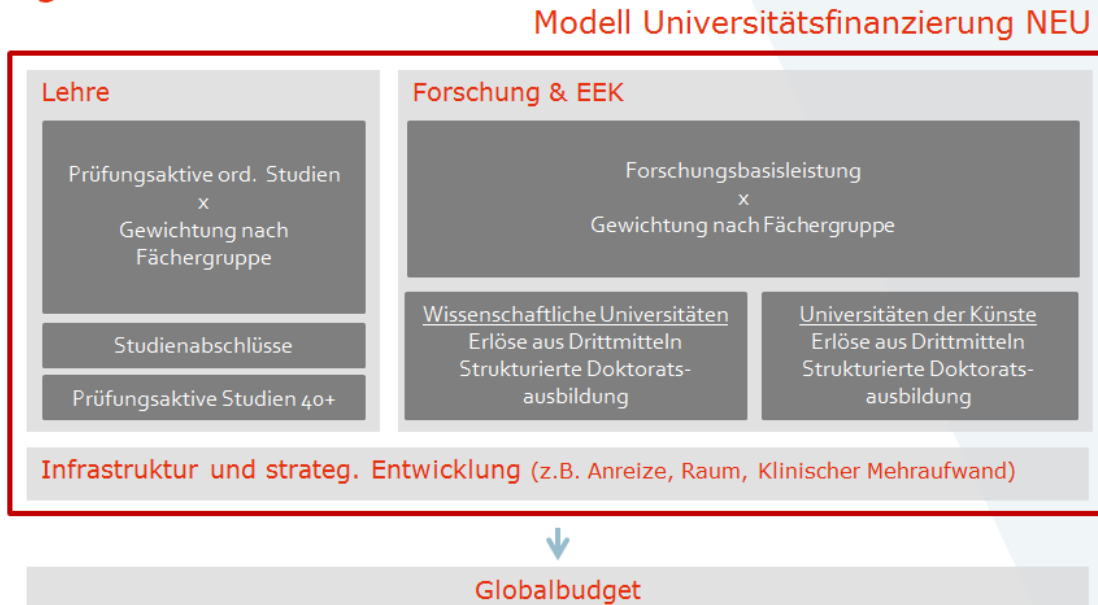 Modell Universitätsfinanzierung NEU
Lehre
Prüfungsaktive ord. Studien
x
Gewichtung nach
Fächergruppe
Studienabschlüsse
Prüfungsaktive Studien 40+
Forschung & EEK
Forschungsbasisleistung
x
Gewichtung nach Fächergruppe
Wissenschaftliche Universitäten
Erlöse aus Drittmitteln
Strukturierte Doktorats-
ausbildung
Universitäten der Künste
Erlöse aus Drittmitteln
Strukturierte Doktorats-
ausbildung
Infrastruktur und strateg. Entwicklung (z.B. Anreize, Raum, Klinischer Mehraufwand)
Globalbudget